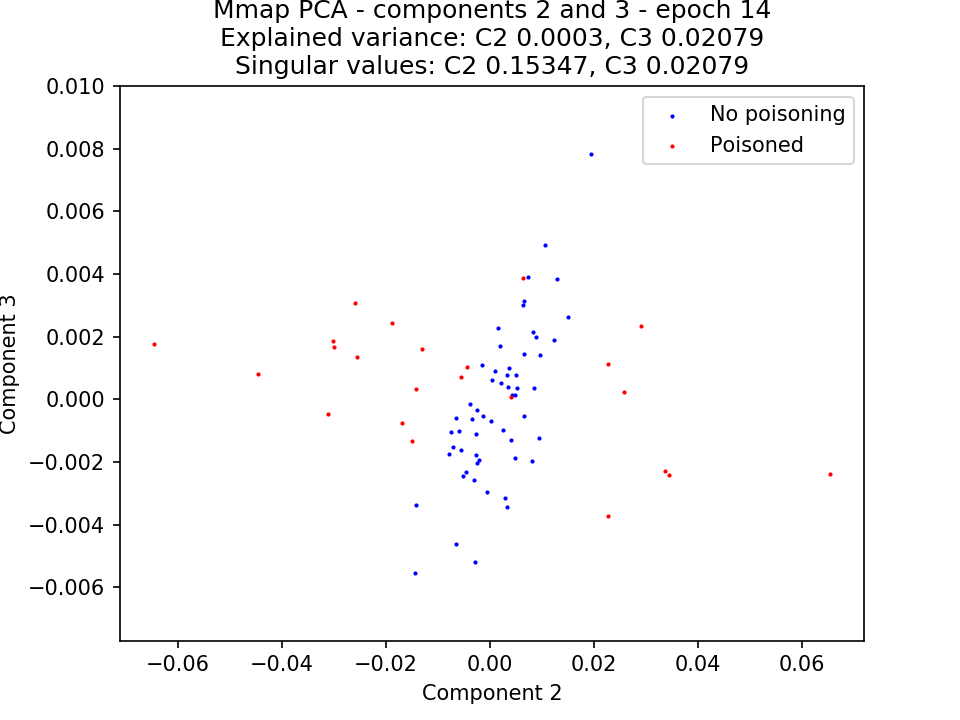 Mmap PCA - components 2 and 3 - epoch 14
Explained variance: C2 0.0003, C3 0.02079
Singular values: C2 0.15347, C3 0.02079
0.010
0.008
0.006
0.004
0.002
0.000
−0.002
−0.004
−0.006
Component 3
No poisoning
Poisoned
−0.06
−0.04
−0.02
0.00
0.02
0.04
0.06
Component 2